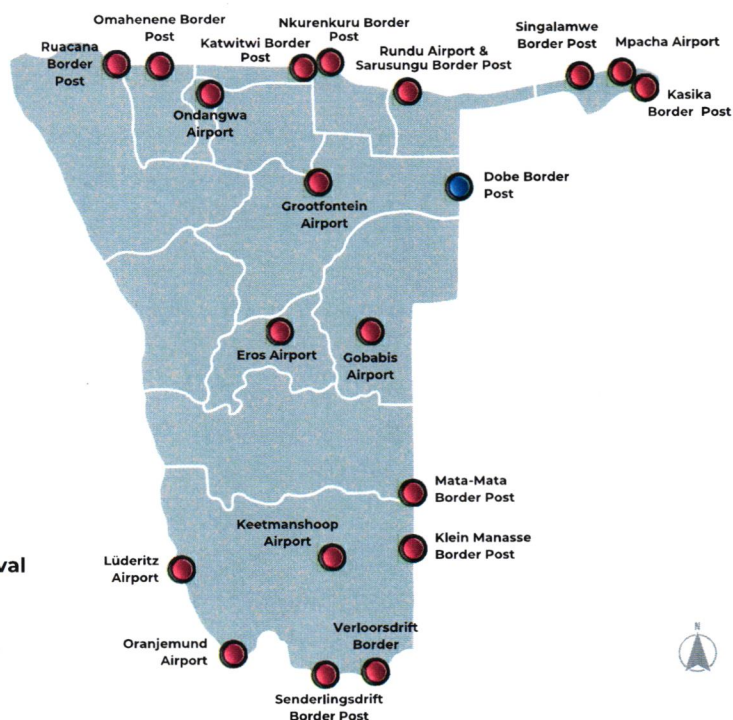 Omahenene Border
Post
Nkurenkuru Border
Post
Ruacana
Border
Post
Katwitwi Border
Post
Rundu Airport &
Sarusungu Border Post
Singalamwe
Border Post
Mpacha Airport
Kasika
Border Post
Ondangwa
Airport
Dobe Border
Post
Grootfontein
Airport
Eros Airport
Gobabis
Airport
Mata-Mata
Border Post
Keetmanshoop
Airport
Klein Manasse
Border Post
val
Lüderitz
Airport
Oranjemund
Airport
Verloorsdrift
Border
N
Senderlingsdrift
Border Post